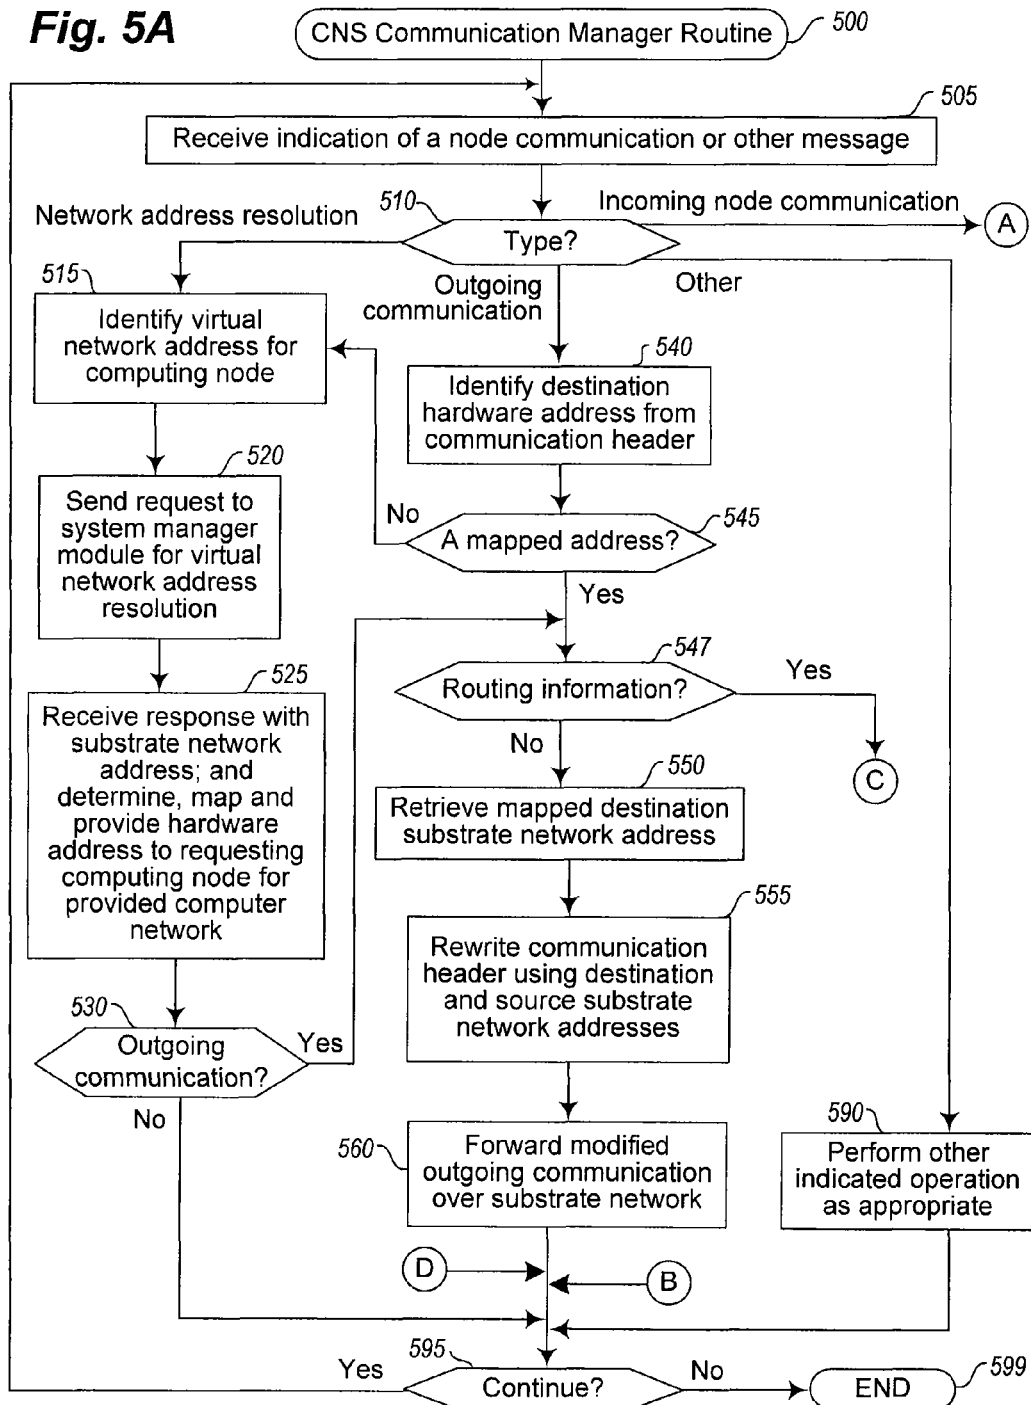 Fig. 5A
CNS Communication Manager Routine
500
505
Receive indication of a node communication or other message
Network address resolution
510
Type?
Incoming node communication
A
515
Identify virtual
network address for
computing node
Outgoing
communication
Other
540
Identify destination
hardware address from
communication header
520
Send request to
system manager
module for virtual
network address
resolution
No
545
A mapped address?
Yes
547
Routing information?
Yes
C
No
525
Receive response with
substrate network
address; and
determine, map and
provide hardware
address to requesting
computing node for
provided computer
network
550
Retrieve mapped destination
substrate network address
555
Rewrite communication
header using destination
and source substrate
network addresses
530
Outgoing
communication?
Yes
No
560
Forward modified
outgoing communication
over substrate network
590
Perform other
indicated operation
as appropriate
D
B
Yes
595
Continue?
No
END
599